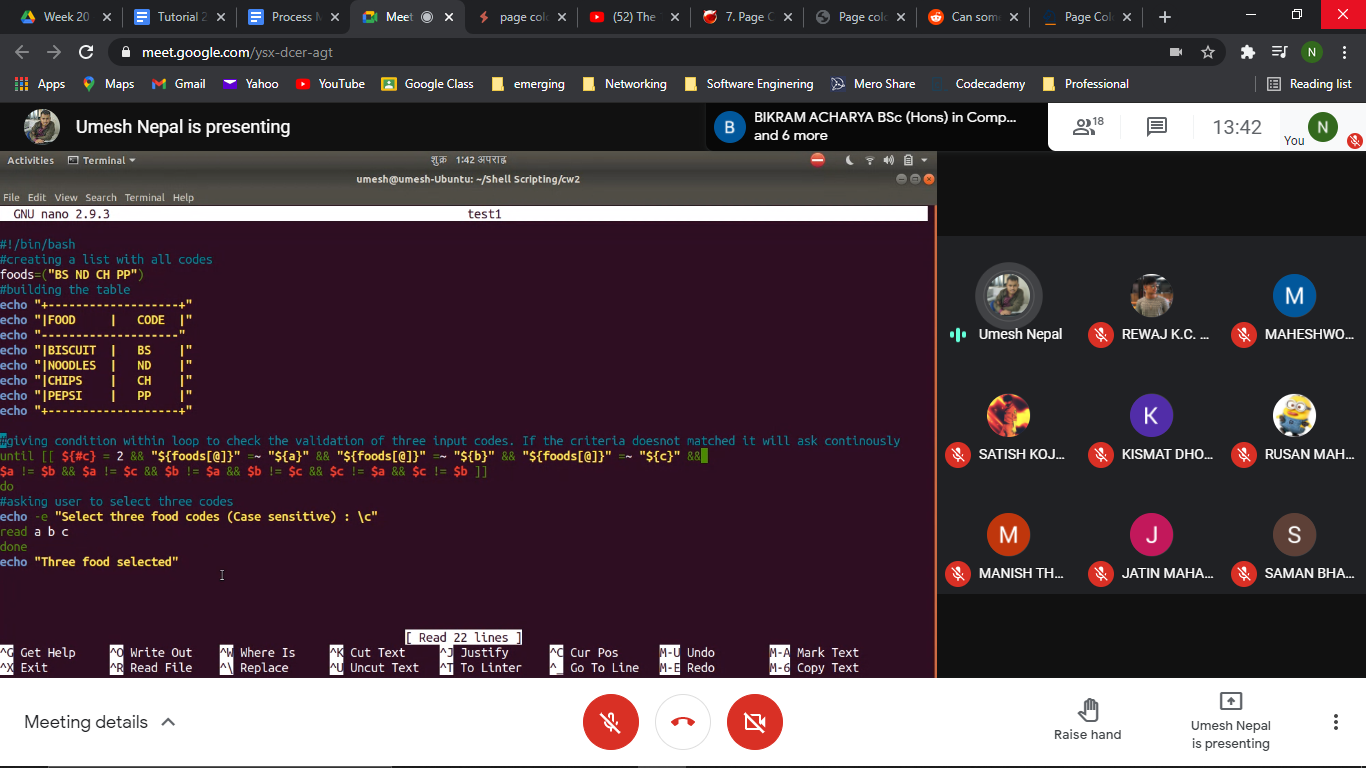 Week 20
Tutorial 2
Process M
Meet
page colo
(52) The
7. Page C
Page colo
Can some
Page Col
meet.google.com/ysx-dcer-agt
N
Apps
Maps
Gmail
Yahoo
YouTube
Google Class
emerging
Networking
Software Enginering
Mero Share
Codecademy
Professional
Reading list
Umesh Nepal is presenting
B
BIKRAM ACHARYA BSc (Hons) in Comp...
and 6 more
18
13:42
You
N
Activities
Terminal
शुक्र 1:42 अपराह्न
umesh@umesh-Ubuntu: ~/Shell Scripting/cw2
File Edit View Search Terminal Help
GNU nano 2.9.3
test1
#!/bin/bash
#creating a list with all codes
foods=("BS ND CH PP")
#building the table
echo "+-------------------+"
echo "|FOOD     |   CODE  |"
echo "--------------------"
echo "|BISCUIT  |   BS    |"
echo "|NOODLES  |   ND    |"
echo "|CHIPS    |   CH    |"
echo "|PEPSI    |   PP    |"
echo "+-------------------+"
#giving condition within loop to check the validation of three input codes. If the criteria doesnot matched it will ask continously
until [[ ${#c} = 2 && "${foods[@]}" =~ "${a}" && "${foods[@]}" =~ "${b}" && "${foods[@]}" =~ "${c}" &&
$a != $b && $a != $c && $b != $a && $b != $c && $c != $a && $c != $b ]]
do
#asking user to select three codes
echo -e "Select three food codes (Case sensitive) : \c"
read a b c
done
echo "Three food selected"
[ Read 22 lines ]
^G Get Help ^O Write Out ^W Where Is ^K Cut Text ^J Justify ^C Cur Pos M-U Undo M-A Mark Text
^X Exit ^R Read File ^\ Replace ^U Uncut Text ^T To Linter ^_ Go To Line M-E Redo M-6 Copy Text
Umesh Nepal
REWAJ K.C. ...
M
MAHESHWO...
SATISH KOJ...
K
KISMAT DHO...
RUSAN MAH...
M
MANISH TH...
J
JATIN MAHA...
S
SAMAN BHA...
Meeting details
Raise hand
Umesh Nepal
is presenting